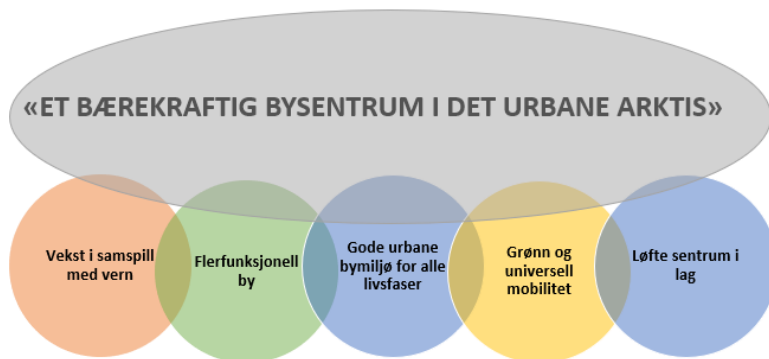 «ET BÆREKRAFTIG BYSENTRUM I DET URBANE ARKTIS»
Vekst i samspill
med vern
Flerfunksjonell
by
Gode urbane
bymiljø for alle
livsfaser
Grønn og
universell
mobilitet
Løfte sentrum i
lag